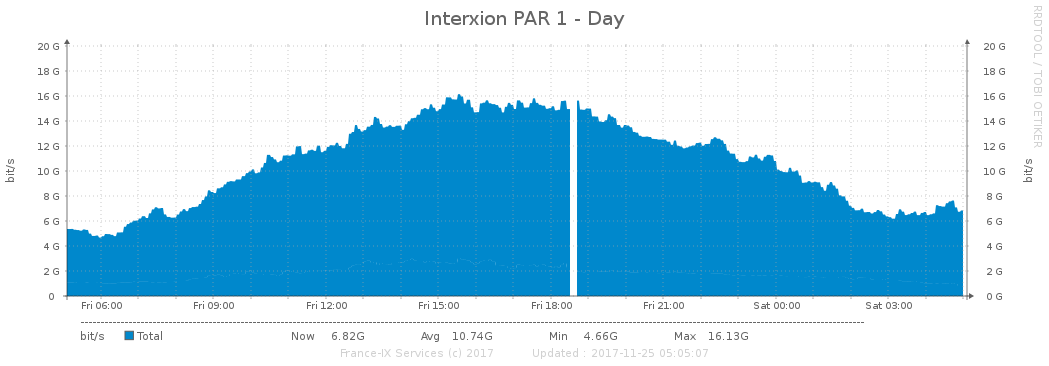 Interxion PAR 1 - Day
RRDTOOL / TOBI OETIKER
20 G 20 G
18 G 18 G
16 G 16 G
14 G 14 G
12 G 12 G
10 G 10 G
8 G 8 G
6 G 6 G
4 G 4 G
2 G 2 G
0 0 G
bit/s
bit/s
Fri 06:00 Fri 09:00 Fri 12:00 Fri 15:00 Fri 18:00 Fri 21:00 Sat 00:00 Sat 03:00
bit/s Total Now 6.82G Avg 10.74G Min 4.66G Max 16.13G
France-IX Services (c) 2017 Updated : 2017-11-25 05:05:07